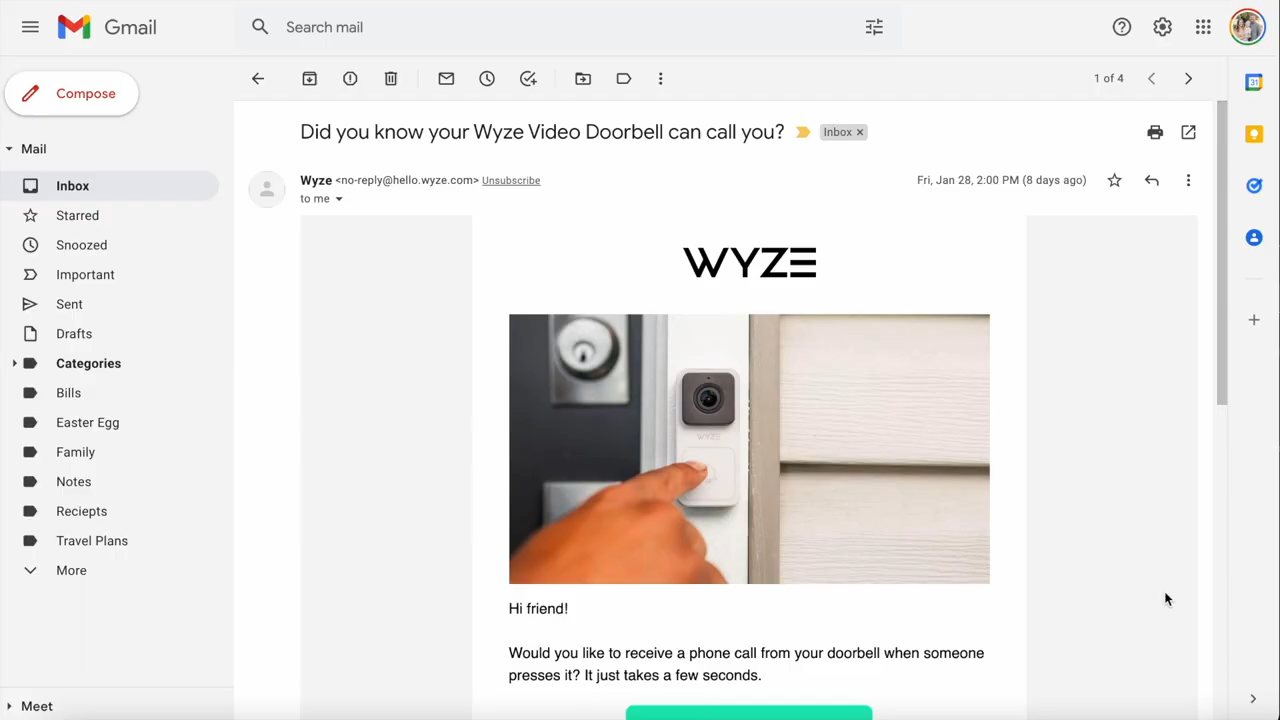 Gmail
Search mail
Compose
1 of 4
Mail
Inbox
Starred
Snoozed
Important
Sent
Drafts
Categories
Bills
Easter Egg
Family
Notes
Reciepts
Travel Plans
More
Meet
Did you know your Wyze Video Doorbell can call you? Inbox ×
Wyze <no-reply@hello.wyze.com> Unsubscribe Fri, Jan 28, 2:00 PM (8 days ago)
to me
WYZE
WYZE
Hi friend!
Would you like to receive a phone call from your doorbell when someone
presses it? It just takes a few seconds.
31